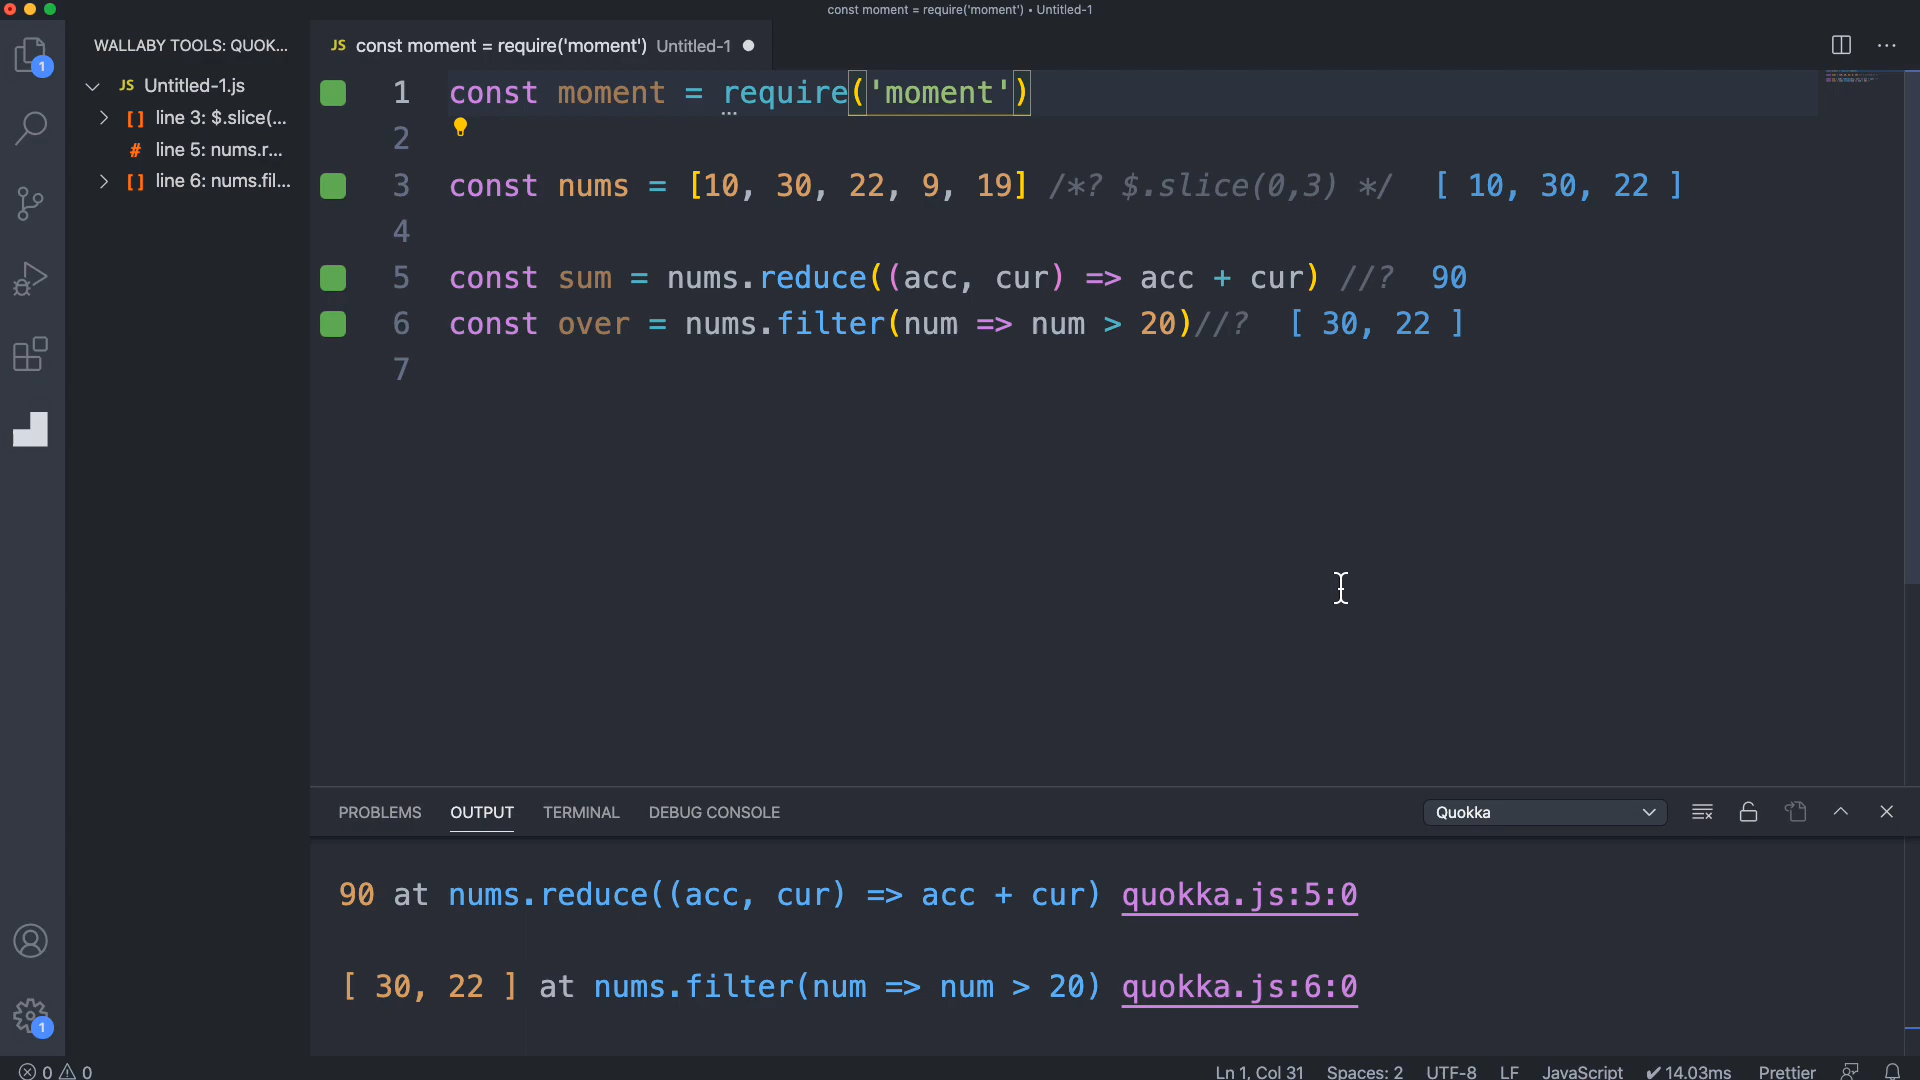 const moment = require('moment') • Untitled-1
WALLABY TOOLS: QUOK...
JS const moment = require('moment') Untitled-1
1
JS Untitled-1.js
[] line 3: $.slice(...
# line 5: nums.r...
[] line 6: nums.fil...
1 const moment = require('moment')
2
3 const nums = [10, 30, 22, 9, 19] /*? $.slice(0,3) */ [ 10, 30, 22 ]
4
5 const sum = nums.reduce((acc, cur) => acc + cur) //? 90
6 const over = nums.filter(num => num > 20)//? [ 30, 22 ]
7
PROBLEMS OUTPUT TERMINAL DEBUG CONSOLE Quokka
90 at nums.reduce((acc, cur) => acc + cur) quokka.js:5:0
[ 30, 22 ] at nums.filter(num => num > 20) quokka.js:6:0
1
0 0 Ln 1, Col 31 Spaces: 2 UTF-8 LF JavaScript ✔ 14.03ms Prettier